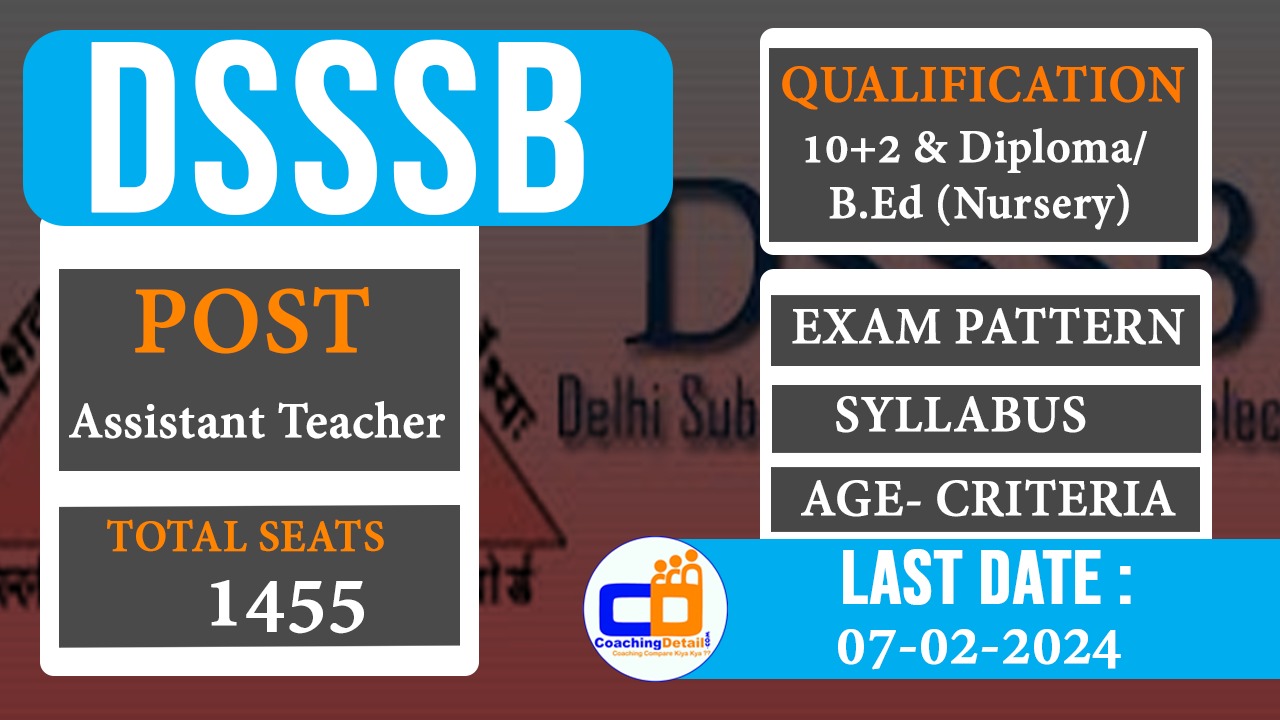 DSSSB
POST
Assistant Teacher
TOTAL SEATS
1455
QUALIFICATION
10+2 & Diploma/
B.Ed (Nursery)
EXAM PATTERN
SYLLABUS
AGE- CRITERIA
LAST DATE :
07-02-2024
CoachingDetail.com
Coaching Compare Kiya Kya ??
Delhi Sub